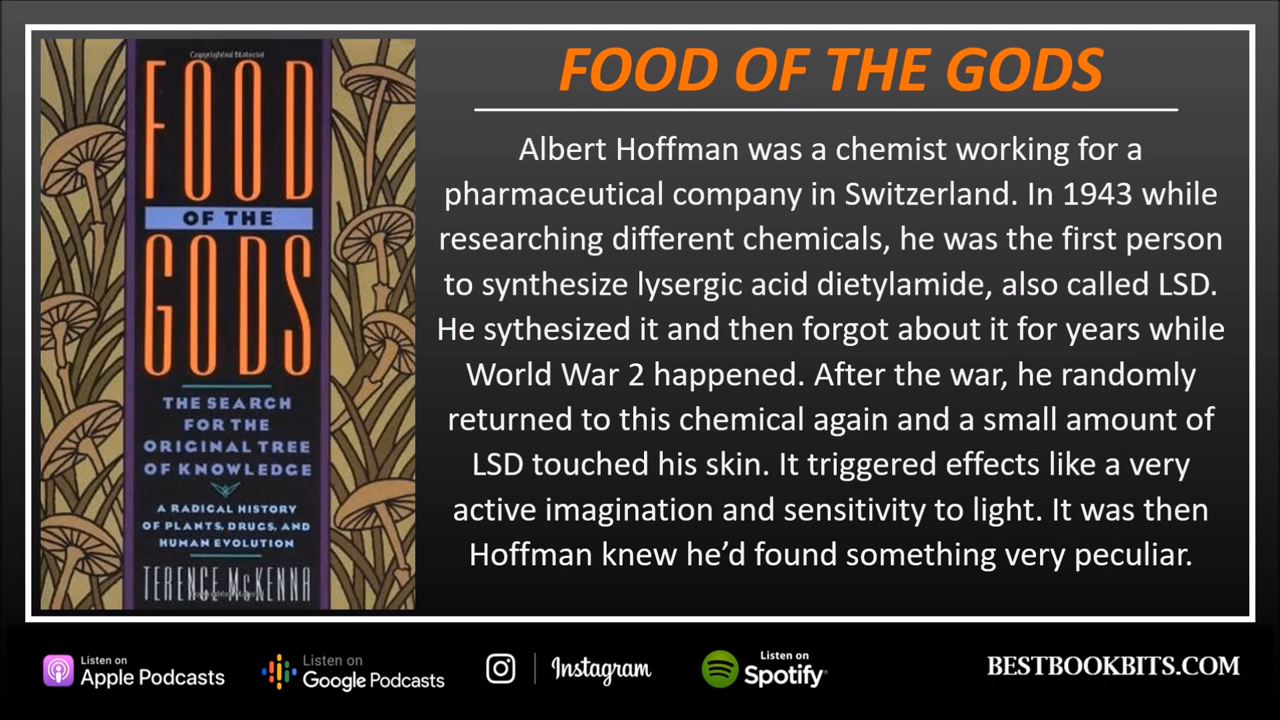 Copyrighted Material
FOOD
OF THE
GODS
THE SEARCH
FOR THE
ORIGINAL TREE
OF KNOWLEDGE
A RADICAL HISTORY
OF PLANTS, DRUGS, AND
HUMAN EVOLUTION
TERENCE McKENNA
FOOD OF THE GODS
Albert Hoffman was a chemist working for a
pharmaceutical company in Switzerland. In 1943 while
researching different chemicals, he was the first person
to synthesize lysergic acid dietylamide, also called LSD.
He sythesized it and then forgot about it for years while
World War 2 happened. After the war, he randomly
returned to this chemical again and a small amount of
LSD touched his skin. It triggered effects like a very
active imagination and sensitivity to light. It was then
Hoffman knew he’d found something very peculiar.
Listen on
Apple Podcasts
Listen on
Google Podcasts
Instagram
Listen on
Spotify
BESTBOOKBITS.COM